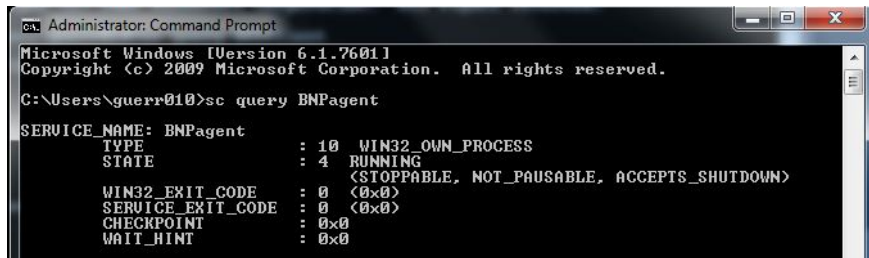 Administrator: Command Prompt
Microsoft Windows [Version 6.1.7601]
Copyright (c) 2009 Microsoft Corporation.  All rights reserved.
C:\Users\guerr010>sc query BNPagent
SERVICE_NAME: BNPagent
        TYPE               : 10  WIN32_OWN_PROCESS
        STATE              : 4  RUNNING
                                (STOPPABLE, NOT_PAUSABLE, ACCEPTS_SHUTDOWN)
        WIN32_EXIT_CODE    : 0  (0x0)
        SERVICE_EXIT_CODE  : 0  (0x0)
        CHECKPOINT         : 0x0
        WAIT_HINT          : 0x0